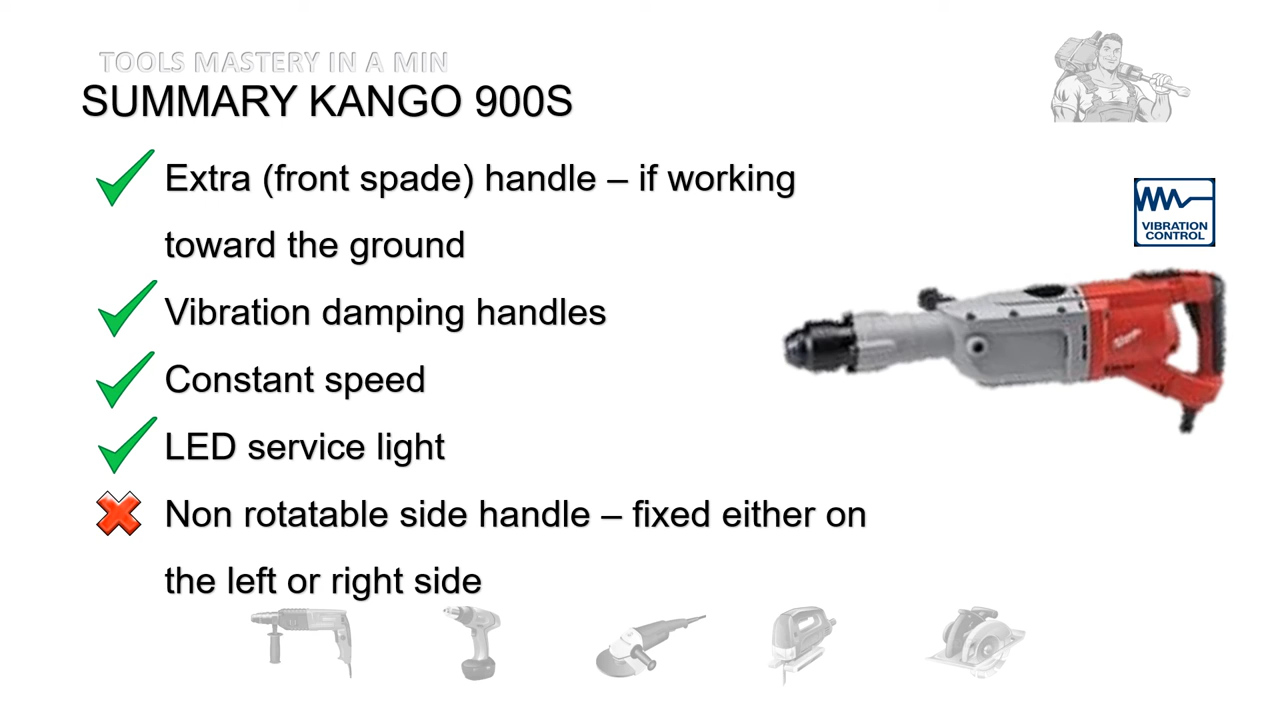 TOOLS MASTERY IN A MIN
SUMMARY KANGO 900S
Extra (front spade) handle – if working
toward the ground
VIBRATION
CONTROL
Vibration damping handles
Constant speed
LED service light
Non rotatable side handle – fixed either on
the left or right side